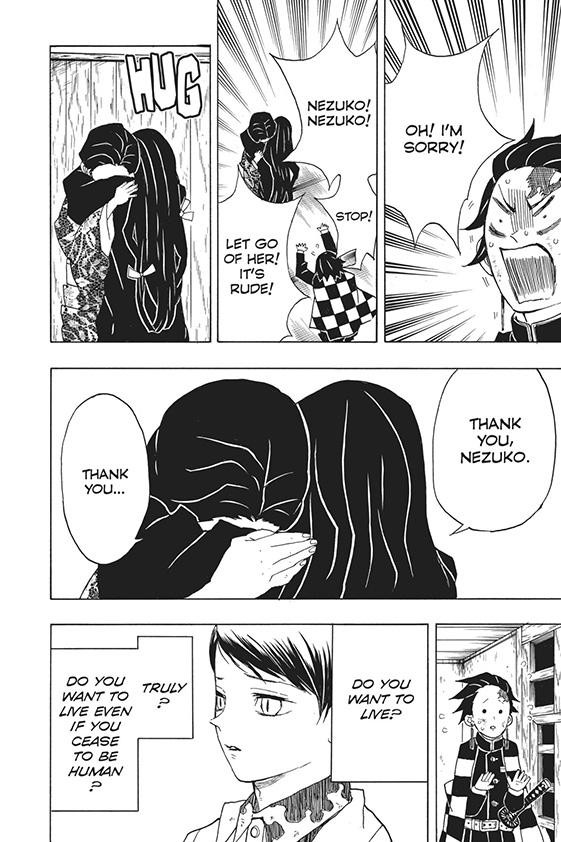 OH! I'M
SORRY!
NEZUKO!
NEZUKO!
STOP!
LET GO
OF HER!
IT'S
RUDE!
HUG
THANK
YOU,
NEZUKO.
THANK
YOU...
DO YOU
WANT TO
LIVE?
TRULY
?
DO YOU
WANT TO
LIVE EVEN
IF YOU
CEASE
TO BE
HUMAN
?